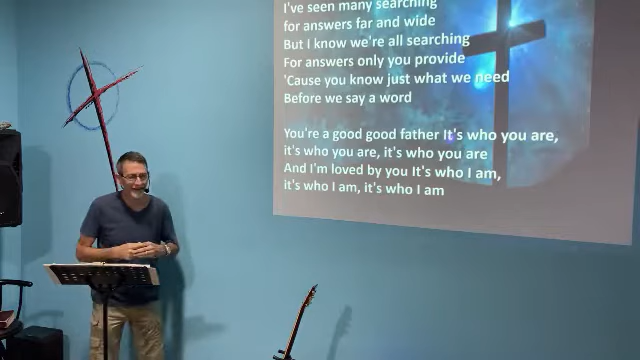 I've seen many searching
for answers far and wide
But I know we're all searching
For answers only you provide
'Cause you know just what we need
Before we say a word
You're a good good father It's who you are,
it's who you are, it's who you are
And I'm loved by you It's who I am,
it's who I am, it's who I am